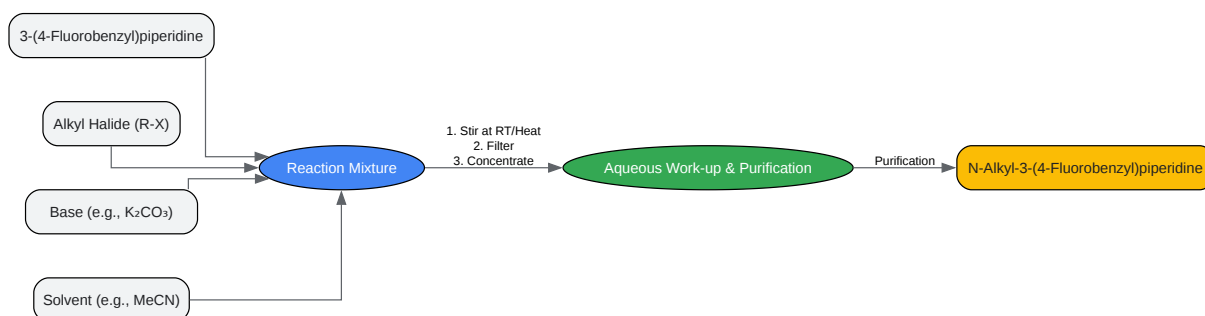 3-(4-Fluorobenzyl)piperidine
Alkyl Halide (R-X)
Base (e.g., K₂CO₃)
Solvent (e.g., MeCN)
Reaction Mixture
1. Stir at RT/Heat
2. Filter
3. Concentrate
Aqueous Work-up & Purification
Purification
N-Alkyl-3-(4-Fluorobenzyl)piperidine